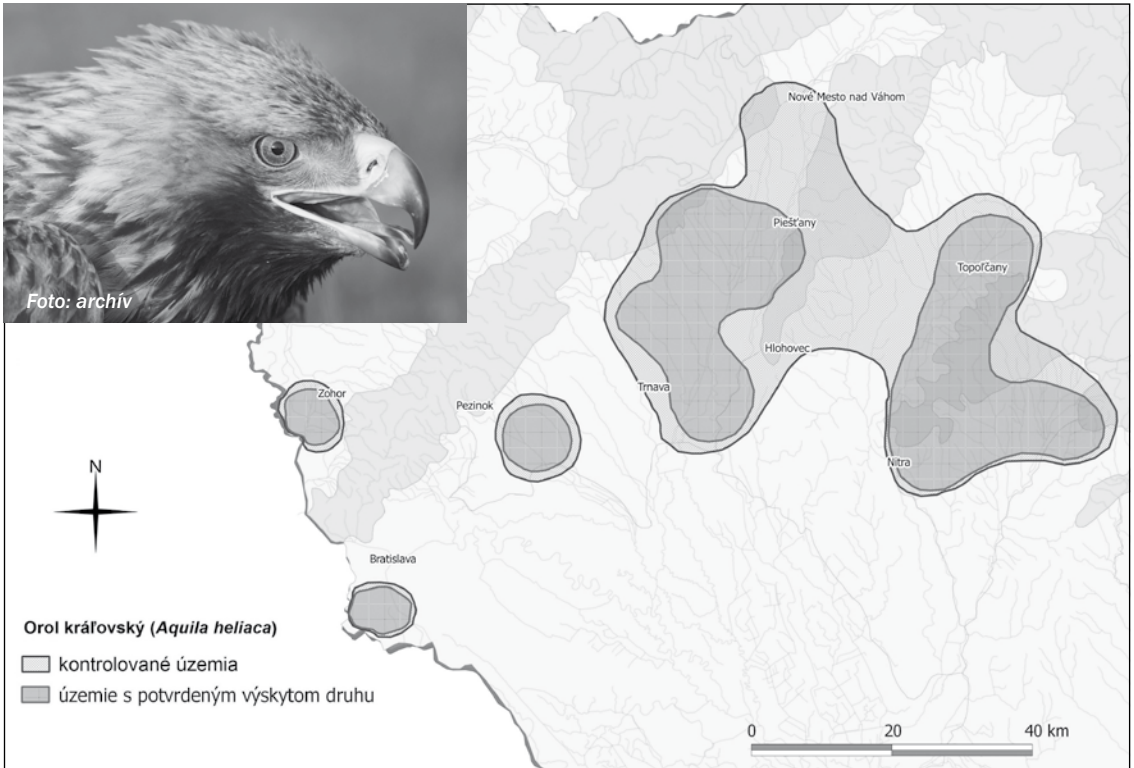 Foto: archív
Nové Mesto nad Váhom
Piešťany
Topoľčany
Hlohovec
Trnava
Zohor
Pezinok
Nitra
N
Bratislava
Orol kráľovský (Aquila heliaca)
kontrolované územia
územie s potvrdeným výskytom druhu
0 20 40 km